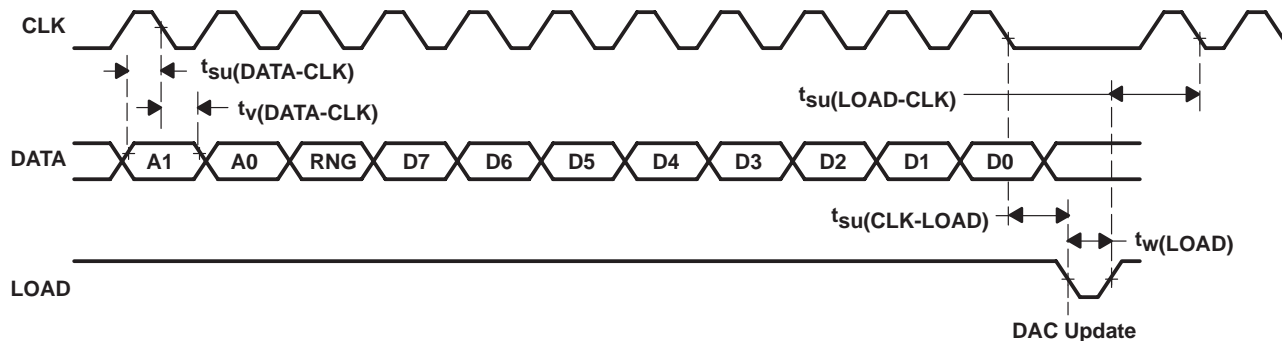 CLK
tsu(DATA-CLK)
tv(DATA-CLK)
tsu(LOAD-CLK)
DATA A1 A0 RNG D7 D6 D5 D4 D3 D2 D1 D0
tsu(CLK-LOAD)
tw(LOAD)
LOAD
DAC Update